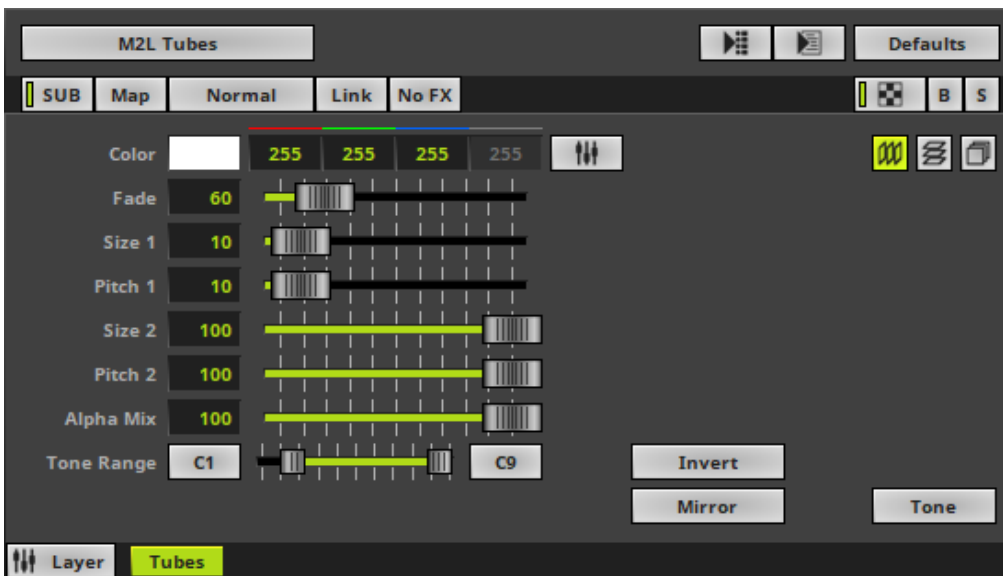 M2L Tubes Defaults
SUB Map Normal Link No FX B S
Color 255 255 255 255
Fade 60
Size 1 10
Pitch 1 10
Size 2 100
Pitch 2 100
Alpha Mix 100
Tone Range C1 C9 Invert
Mirror Tone
Layer Tubes